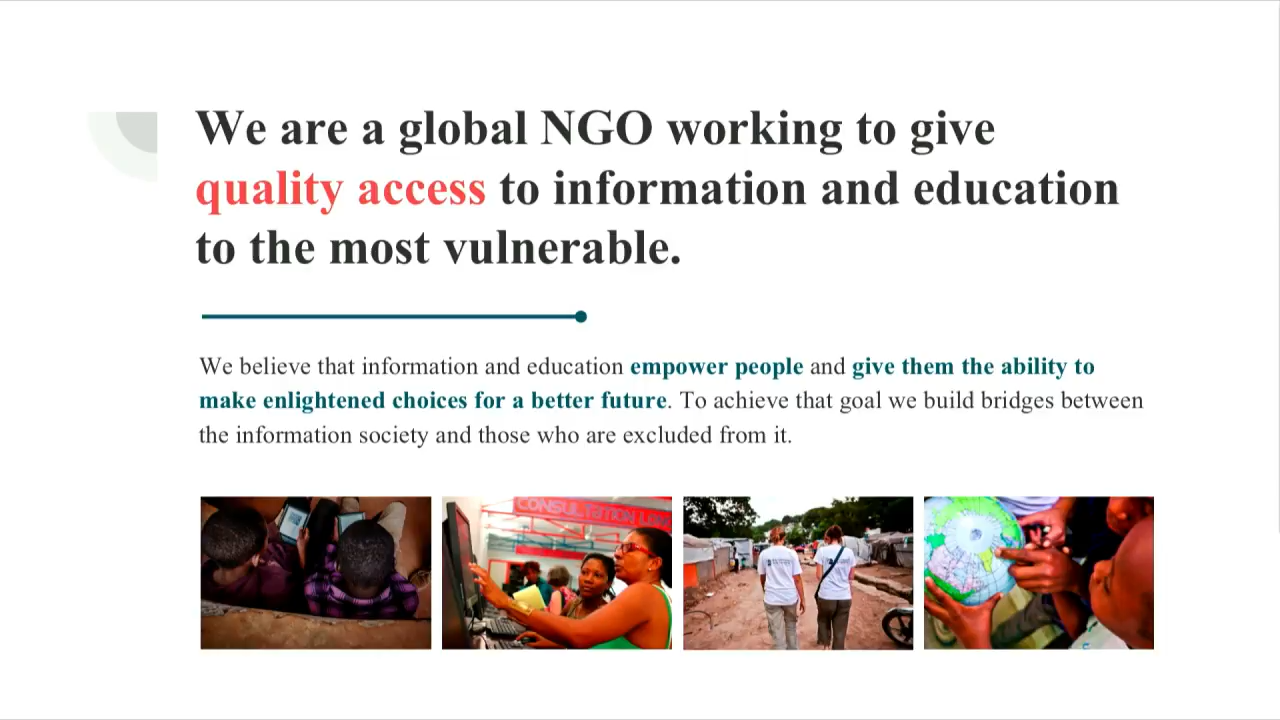 We are a global NGO working to give
quality access to information and education
to the most vulnerable.
We believe that information and education empower people and give them the ability to
make enlightened choices for a better future. To achieve that goal we build bridges between
the information society and those who are excluded from it.
CONSULTATION